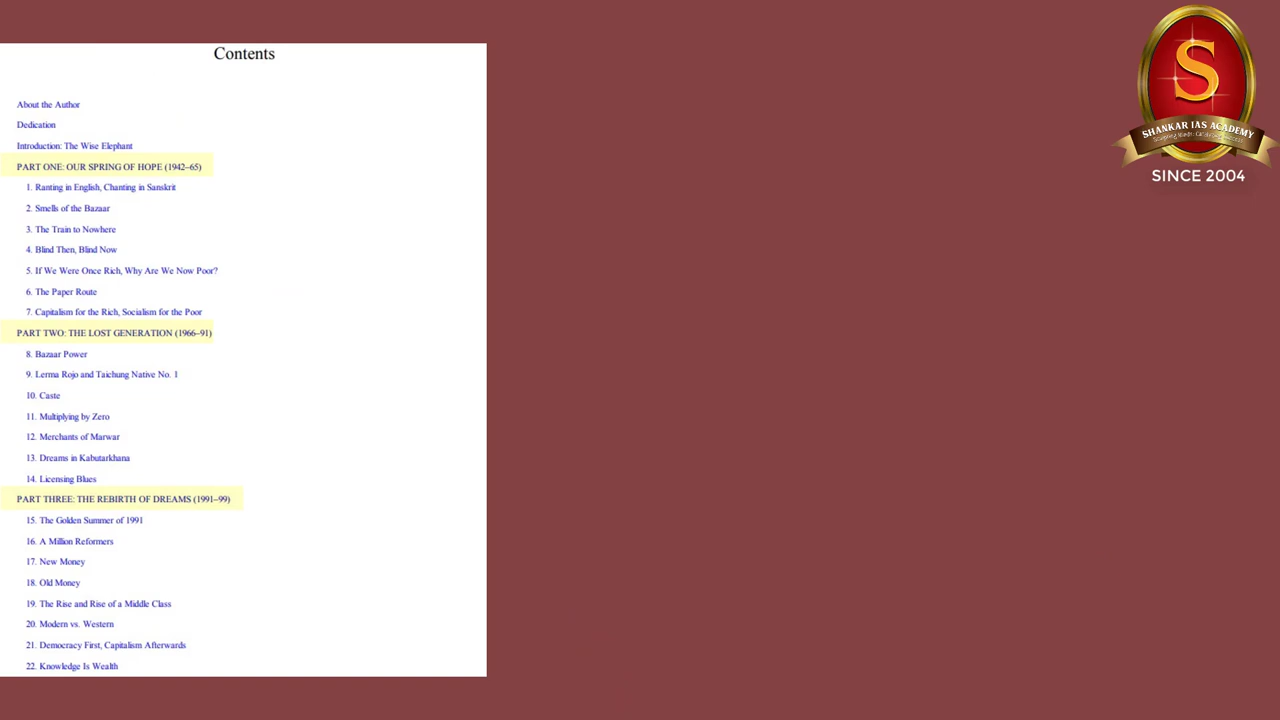 Contents
About the Author
Dedication
Introduction: The Wise Elephant
PART ONE: OUR SPRING OF HOPE (1942–65)
1. Ranting in English, Chanting in Sanskrit
2. Smells of the Bazaar
3. The Train to Nowhere
4. Blind Then, Blind Now
5. If We Were Once Rich, Why Are We Now Poor?
6. The Paper Route
7. Capitalism for the Rich, Socialism for the Poor
PART TWO: THE LOST GENERATION (1966–91)
8. Bazaar Power
9. Lerma Rojo and Taichung Native No. 1
10. Caste
11. Multiplying by Zero
12. Merchants of Marwar
13. Dreams in Kabutarkhana
14. Licensing Blues
PART THREE: THE REBIRTH OF DREAMS (1991–99)
15. The Golden Summer of 1991
16. A Million Reformers
17. New Money
18. Old Money
19. The Rise and Rise of a Middle Class
20. Modern vs. Western
21. Democracy First, Capitalism Afterwards
22. Knowledge Is Wealth
S
SHANKAR IAS ACADEMY
SINCE 2004